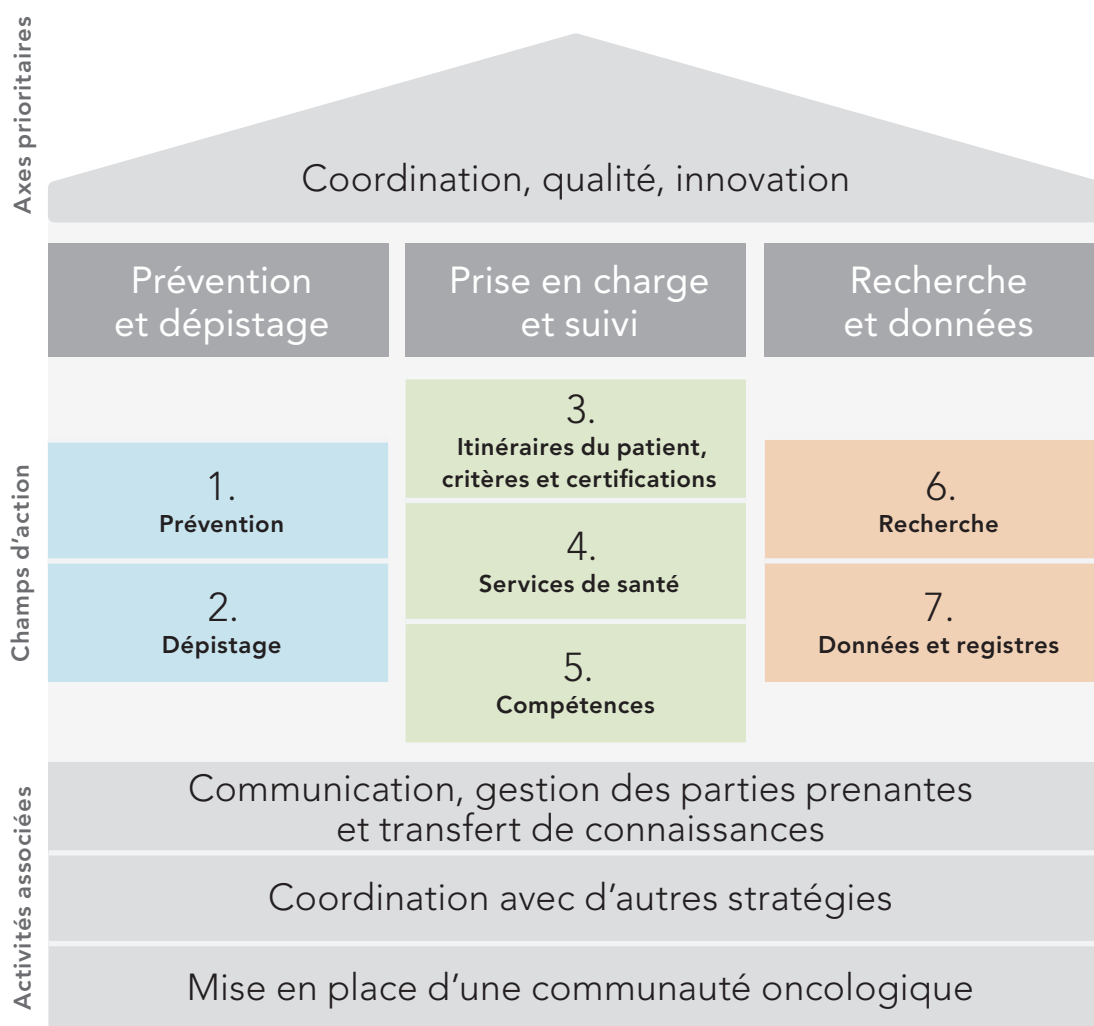 Axes prioritaires
Coordination, qualité, innovation
Prévention
et dépistage
Prise en charge
et suivi
Recherche
et données
Champs d’action
1.
Prévention
2.
Dépistage
3.
Itinéraires du patient,
critères et certifications
4.
Services de santé
5.
Compétences
6.
Recherche
7.
Données et registres
Activités associées
Communication, gestion des parties prenantes
et transfert de connaissances
Coordination avec d’autres stratégies
Mise en place d’une communauté oncologique